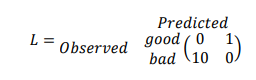 Predicted
L = Observed good ( 0 1 )
bad ( 10 0 )